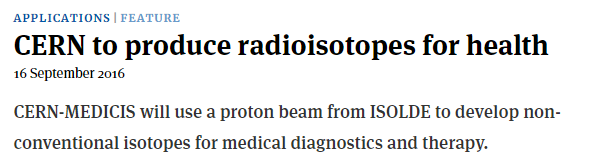 APPLICATIONS | FEATURE
CERN to produce radioisotopes for health
16 September 2016
CERN-MEDICIS will use a proton beam from ISOLDE to develop non-
conventional isotopes for medical diagnostics and therapy.